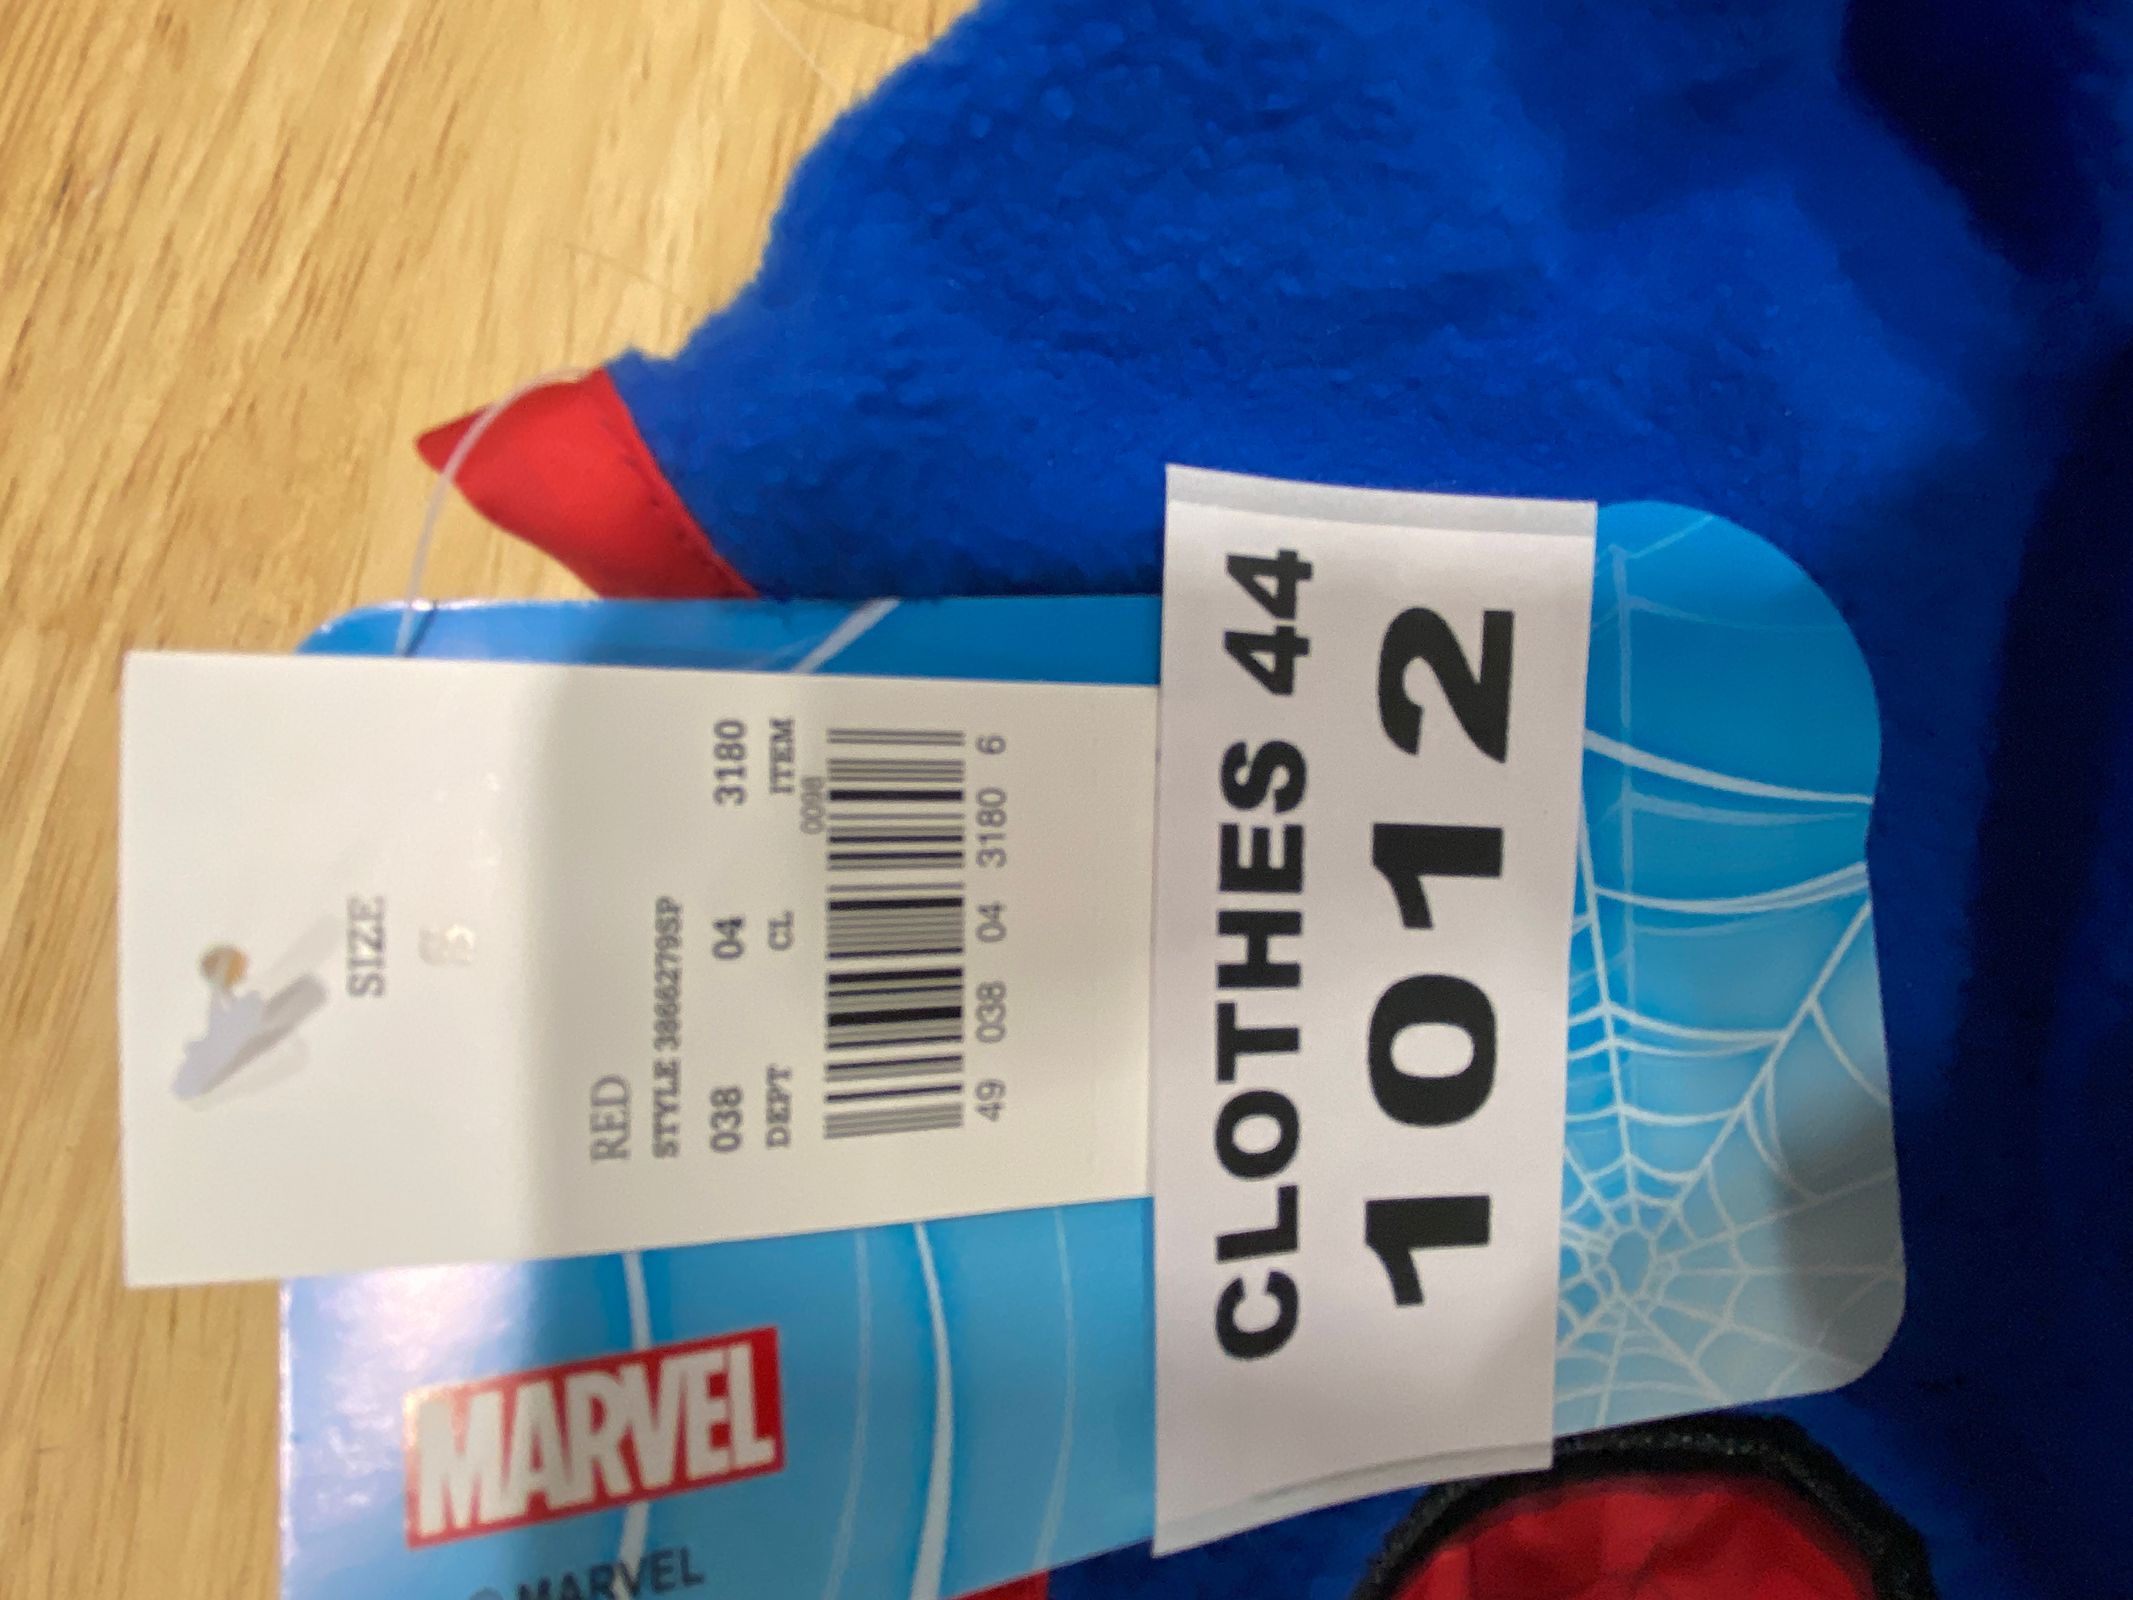 SIZE
RED
STYLE 3866279SP
038 04 3180
DEPT CL ITEM
0098
49 038 04 3180 6
CLOTHES 44
1012
MARVEL
MARVEL